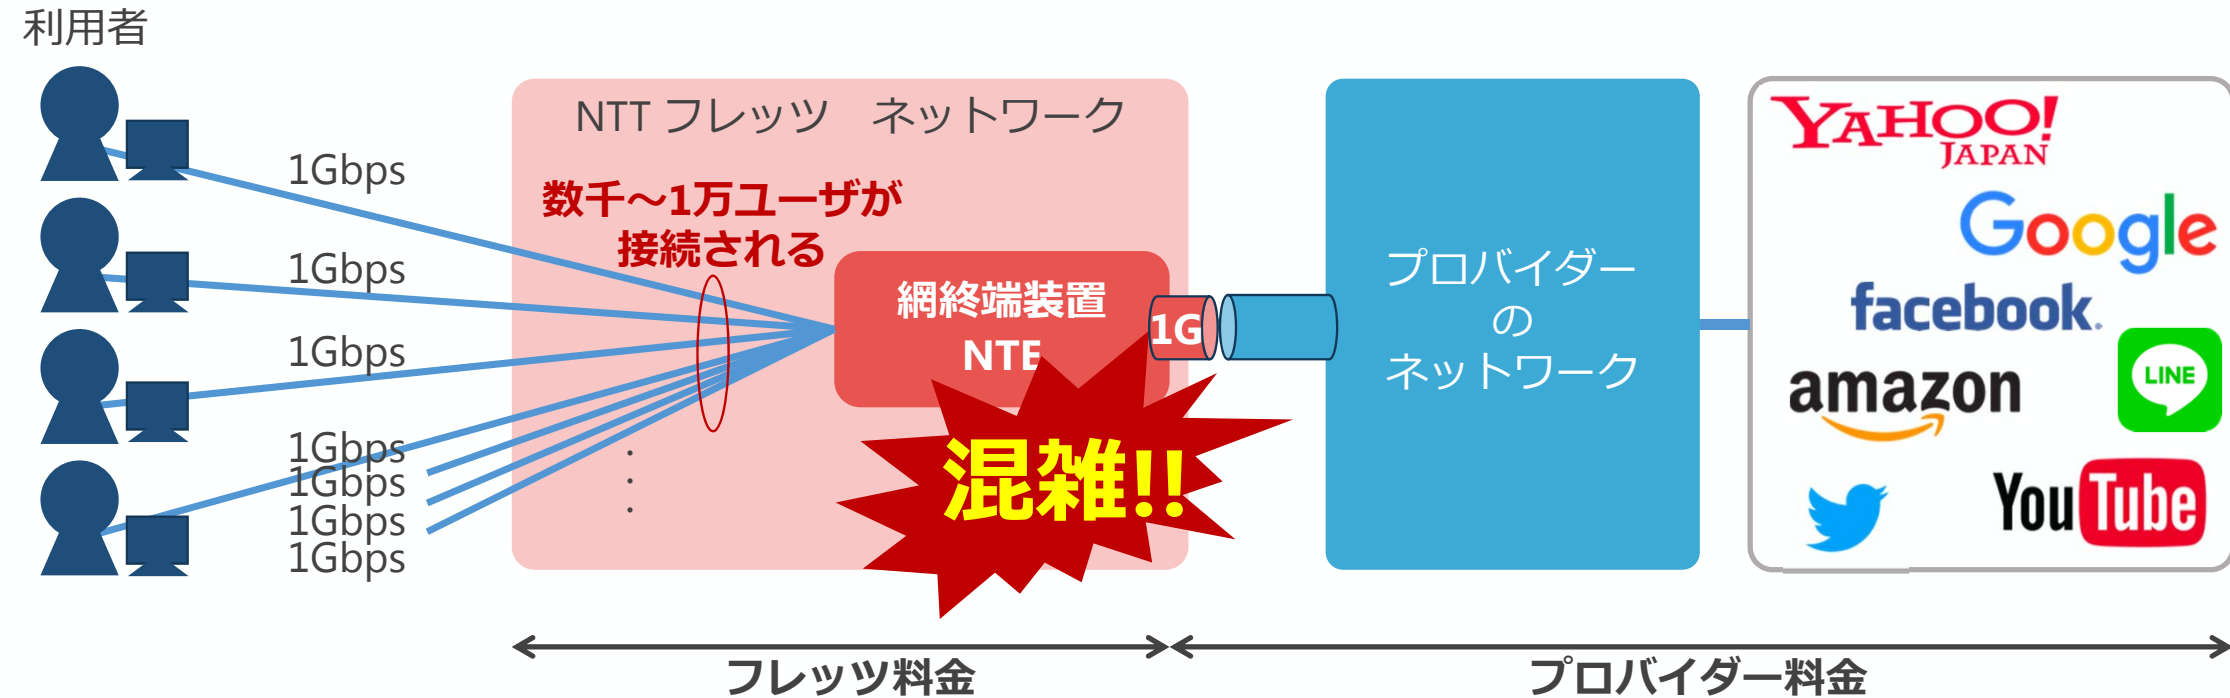 利用者
1Gbps
1Gbps
1Gbps
1Gbps
1Gbps
1Gbps
1Gbps
NTT フレッツ　ネットワーク
数千～1万ユーザが
接続される
網終端装置
NTE
1G
混雑!!
プロバイダー
の
ネットワーク
YAHOO!
JAPAN
Google
facebook.
LINE
amazon
YouTube
フレッツ料金
プロバイダー料金